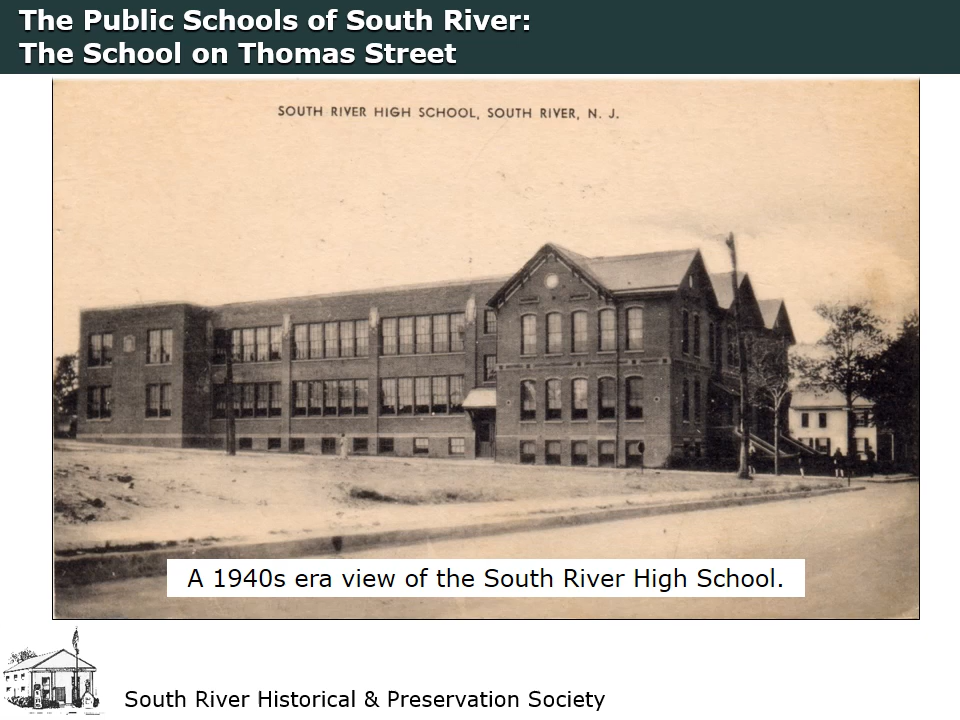 The Public Schools of South River:
The School on Thomas Street
SOUTH RIVER HIGH SCHOOL, SOUTH RIVER, N. J.
A 1940s era view of the South River High School.
South River Historical & Preservation Society